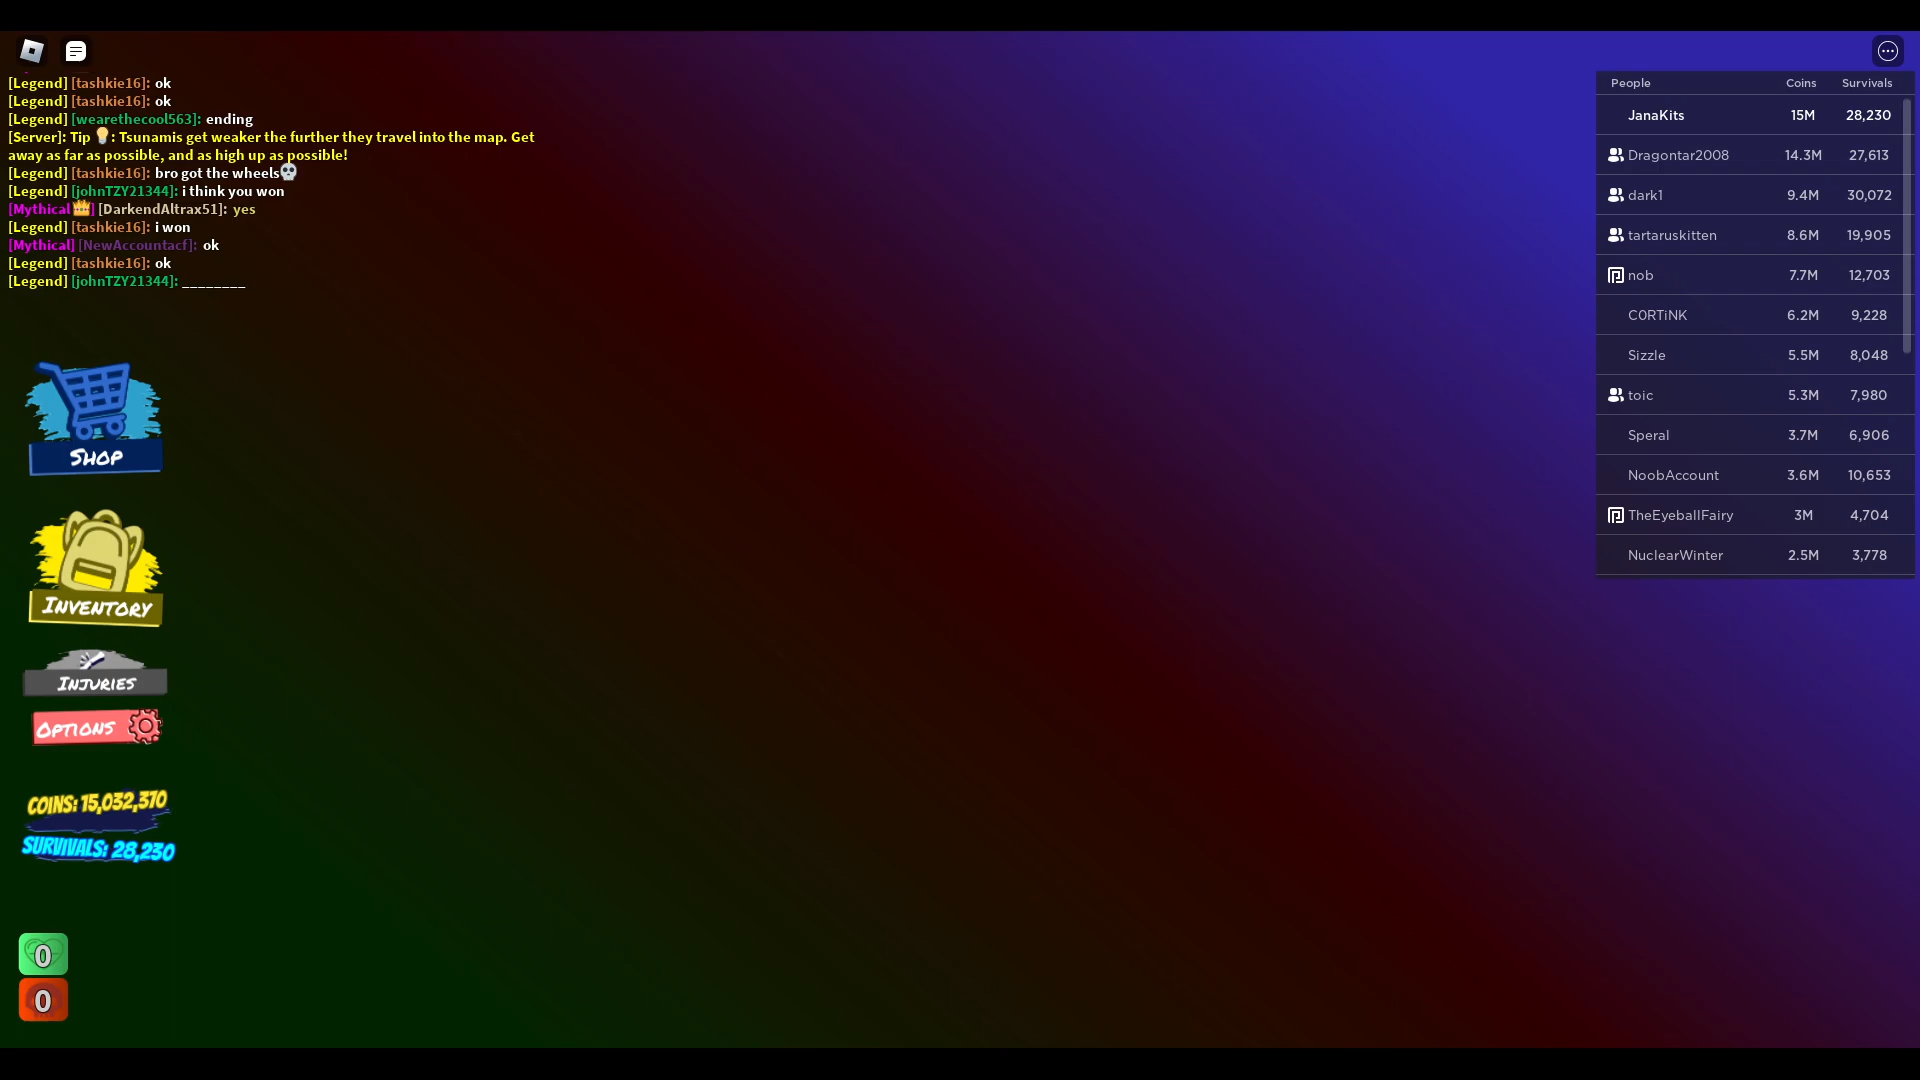 [Legend] [tashkie16]: ok
[Legend] [tashkie16]: ok
[Legend] [wearethecool563]: ending
[Server]: Tip 💡: Tsunamis get weaker the further they travel into the map. Get
away as far as possible, and as high up as possible!
[Legend] [tashkie16]: bro got the wheels💀
[Legend] [johnTZY21344]: i think you won
[Mythical 👑] [DarkendAltrax51]: yes
[Legend] [tashkie16]: i won
[Mythical] [NewAccountacf]: ok
[Legend] [tashkie16]: ok
[Legend] [johnTZY21344]: ________
SHOP
INVENTORY
INJURIES
OPTIONS
COINS: 15,032,370
SURVIVALS: 28,230
0
0
People Coins Survivals
JanaKits 15M 28,230
Dragontar2008 14.3M 27,613
dark1 9.4M 30,072
tartaruskitten 8.6M 19,905
nob 7.7M 12,703
C0RTiNK 6.2M 9,228
Sizzle 5.5M 8,048
toic 5.3M 7,980
Speral 3.7M 6,906
NoobAccount 3.6M 10,653
TheEyeballFairy 3M 4,704
NuclearWinter 2.5M 3,778